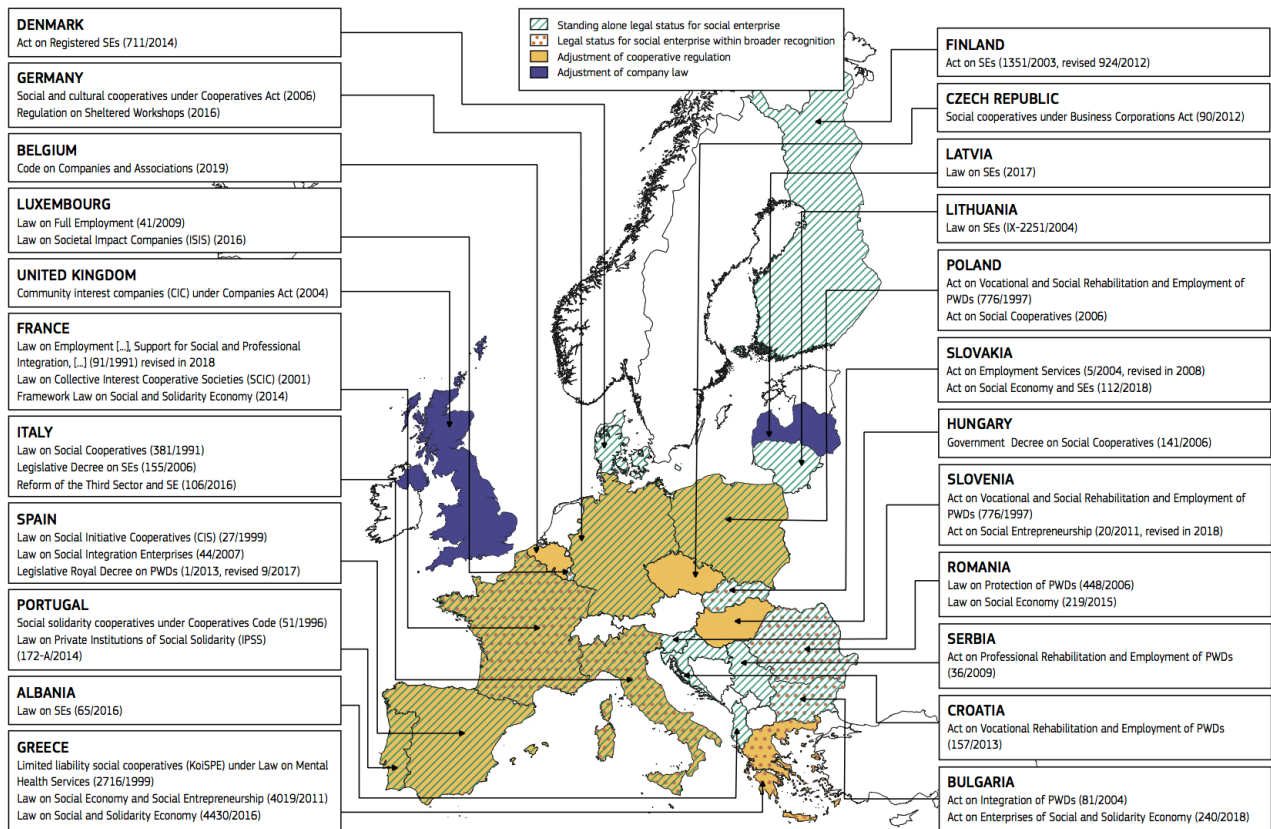 DENMARK
Act on Registered SEs (711/2014)
GERMANY
Social and cultural cooperatives under Cooperatives Act (2006)
Regulation on Sheltered Workshops (2016)
BELGIUM
Code on Companies and Associations (2019)
LUXEMBOURG
Law on Full Employment (41/2009)
Law on Societal Impact Companies (ISIS) (2016)
UNITED KINGDOM
Community interest companies (CIC) under Companies Act (2004)
FRANCE
Law on Employment [...], Support for Social and Professional
Integration, [...] (91/1991) revised in 2018
Law on Collective Interest Cooperative Societies (SCIC) (2001)
Framework Law on Social and Solidarity Economy (2014)
ITALY
Law on Social Cooperatives (381/1991)
Legislative Decree on SEs (155/2006)
Reform of the Third Sector and SE (106/2016)
SPAIN
Law on Social Initiative Cooperatives (CIS) (27/1999)
Law on Social Integration Enterprises (44/2007)
Legislative Royal Decree on PWDs (1/2013, revised 9/2017)
PORTUGAL
Social solidarity cooperatives under Cooperatives Code (51/1996)
Law on Private Institutions of Social Solidarity (IPSS)
(172-A/2014)
ALBANIA
Law on SEs (65/2016)
GREECE
Limited liability social cooperatives (KoiSPE) under Law on Mental
Health Services (2716/1999)
Law on Social Economy and Social Entrepreneurship (4019/2011)
Law on Social and Solidarity Economy (4430/2016)
Standing alone legal status for social enterprise
Legal status for social enterprise within broader recognition
Adjustment of cooperative regulation
Adjustment of company law
FINLAND
Act on SEs (1351/2003, revised 924/2012)
CZECH REPUBLIC
Social cooperatives under Business Corporations Act (90/2012)
LATVIA
Law on SEs (2017)
LITHUANIA
Law on SEs (IX-2251/2004)
POLAND
Act on Vocational and Social Rehabilitation and Employment of
PWDs (776/1997)
Act on Social Cooperatives (2006)
SLOVAKIA
Act on Employment Services (5/2004, revised in 2008)
Act on Social Economy and SEs (112/2018)
HUNGARY
Government Decree on Social Cooperatives (141/2006)
SLOVENIA
Act on Vocational and Social Rehabilitation and Employment of
PWDs (776/1997)
Act on Social Entrepreneurship (20/2011, revised in 2018)
ROMANIA
Law on Protection of PWDs (448/2006)
Law on Social Economy (219/2015)
SERBIA
Act on Professional Rehabilitation and Employment of PWDs
(36/2009)
CROATIA
Act on Vocational Rehabilitation and Employment of PWDs
(157/2013)
BULGARIA
Act on Integration of PWDs (81/2004)
Act on Enterprises of Social and Solidarity Economy (240/2018)